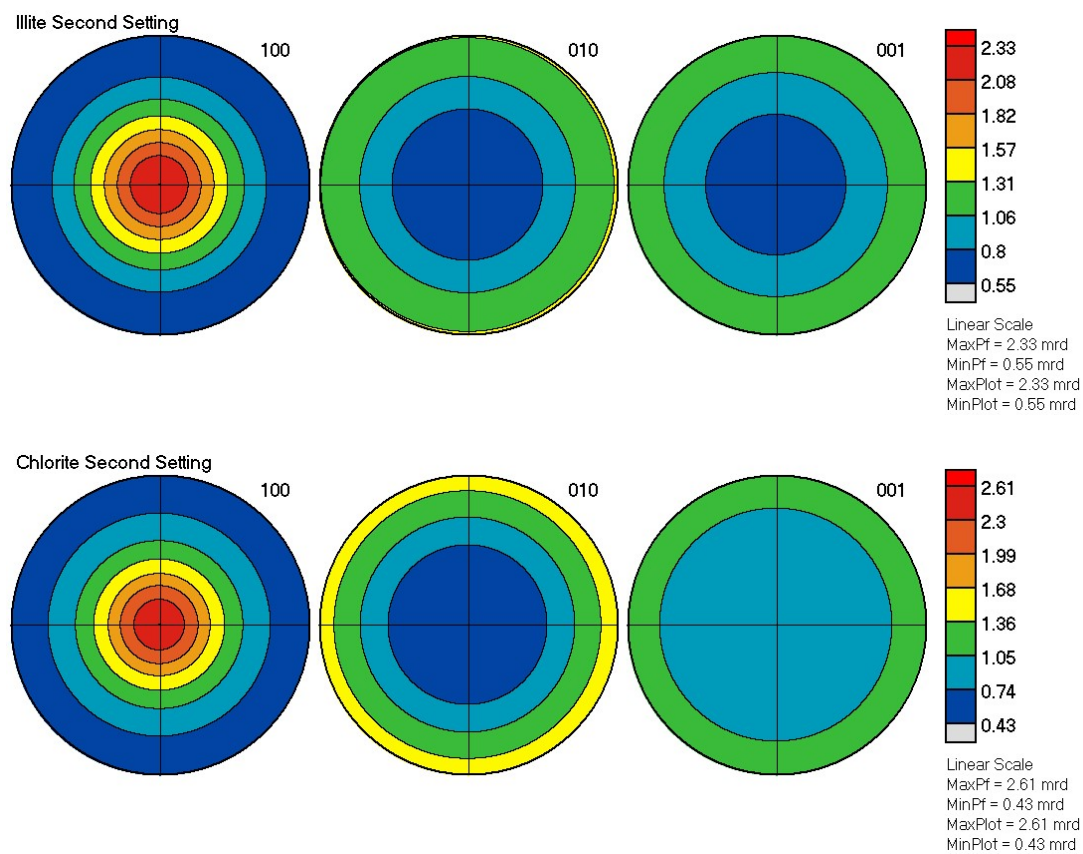 Illite Second Setting
100
010
001
2.33
2.08
1.82
1.57
1.31
1.06
0.8
0.55
Linear Scale
MaxPf = 2.33 mrd
MinPf = 0.55 mrd
MaxPlot = 2.33 mrd
MinPlot = 0.55 mrd
Chlorite Second Setting
100
010
001
2.61
2.3
1.99
1.68
1.36
1.05
0.74
0.43
Linear Scale
MaxPf = 2.61 mrd
MinPf = 0.43 mrd
MaxPlot = 2.61 mrd
MinPlot = 0.43 mrd